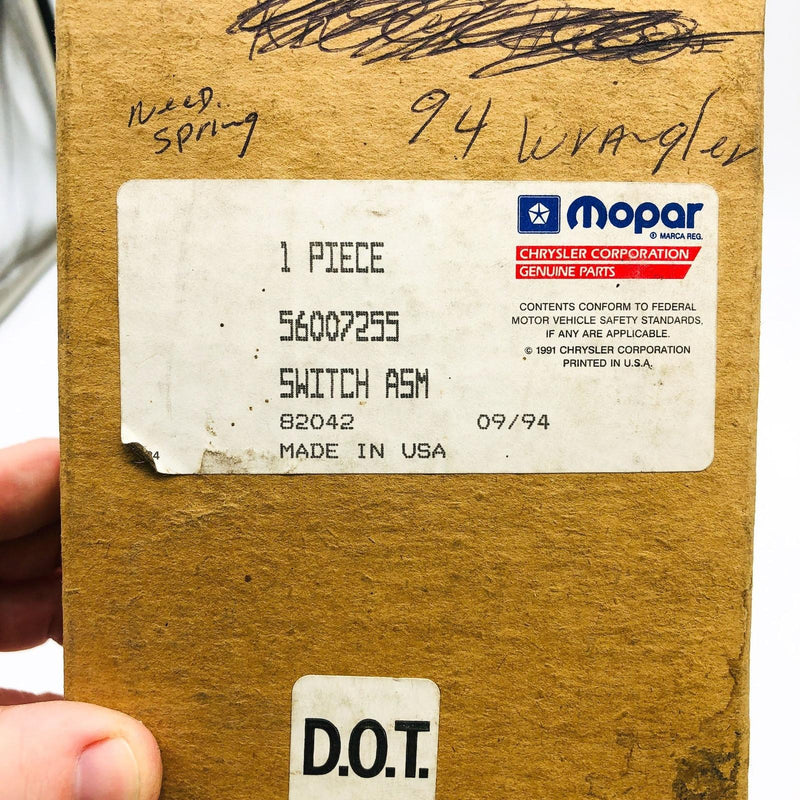 Need.
Spring
94 Wrangler
Mopar
® MARCA REG.
CHRYSLER CORPORATION
GENUINE PARTS
1 PIECE
56007255
SWITCH ASM
82042 09/94
MADE IN USA
CONTENTS CONFORM TO FEDERAL
MOTOR VEHICLE SAFETY STANDARDS,
IF ANY ARE APPLICABLE.
© 1991 CHRYSLER CORPORATION
PRINTED IN U.S.A.
D.O.T.